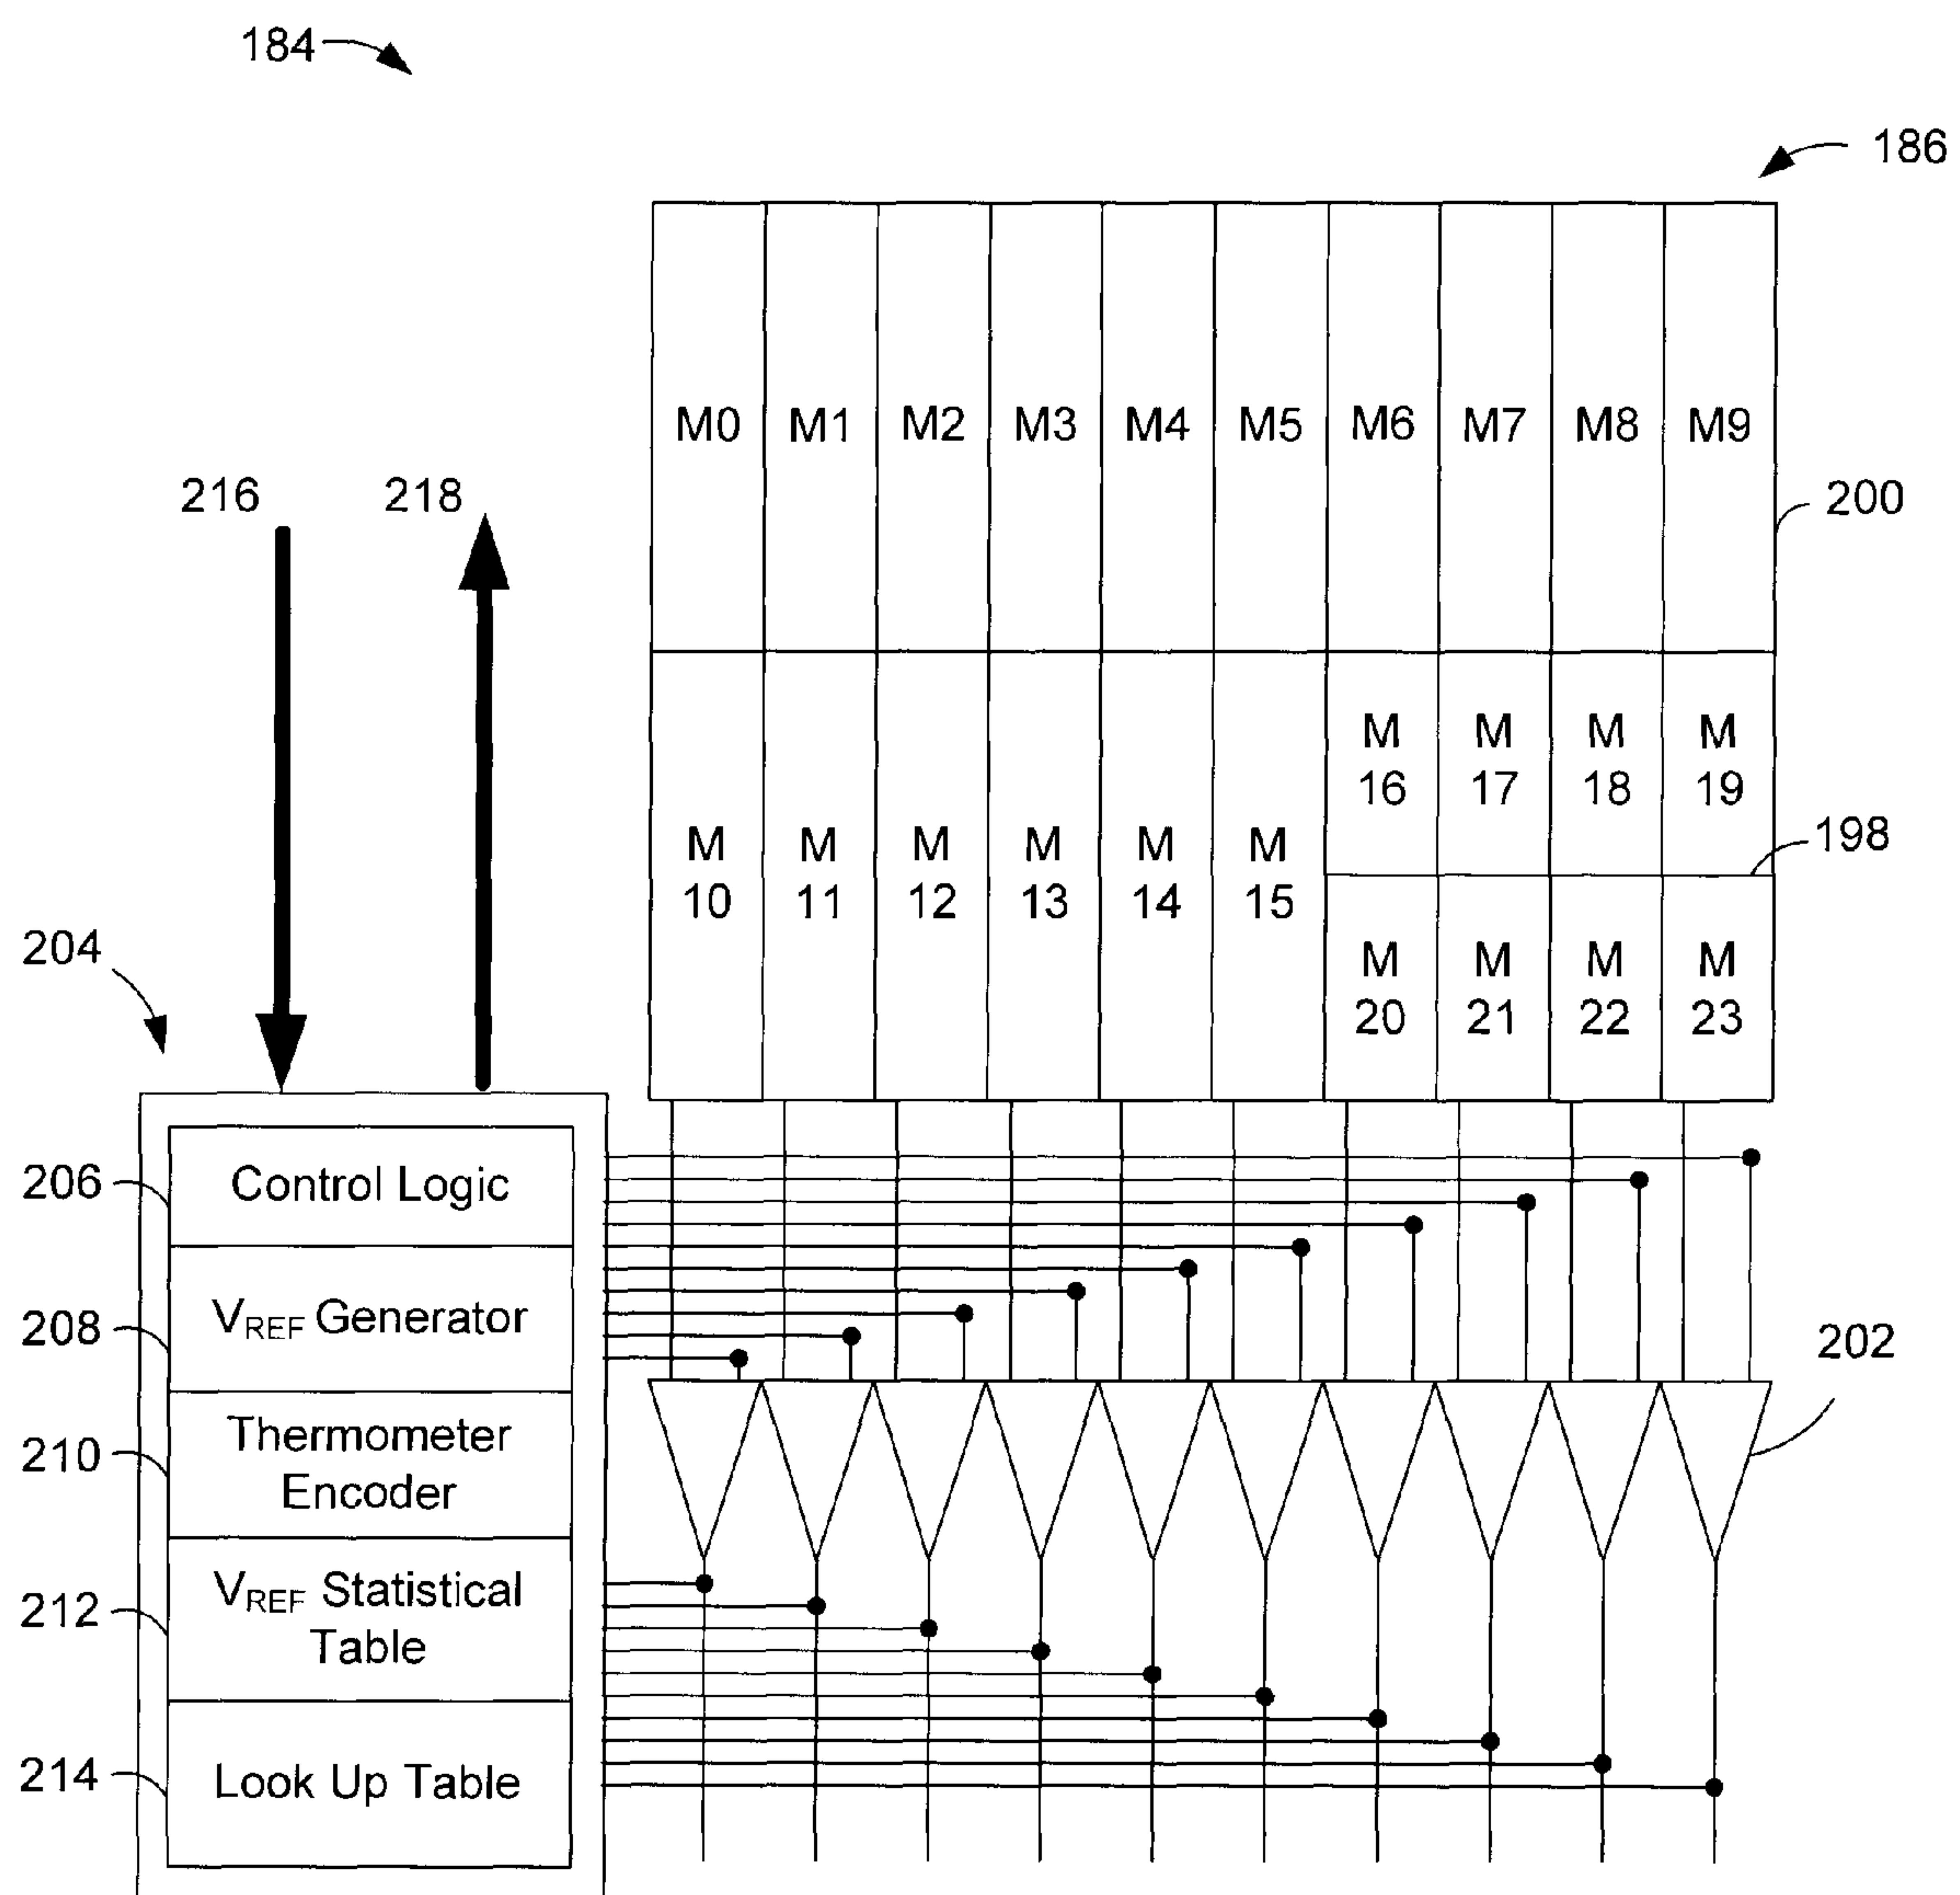 184
186
M0 M1 M2 M3 M4 M5 M6 M7 M8 M9
216 218
200
M 16
M 17
M 18
M 19
M 10
M 11
M 12
M 13
M 14
M 15
198
M 20
M 21
M 22
M 23
204
206
Control Logic
208
VREF Generator
202
210
Thermometer
Encoder
212
VREF Statistical
Table
214
Look Up Table